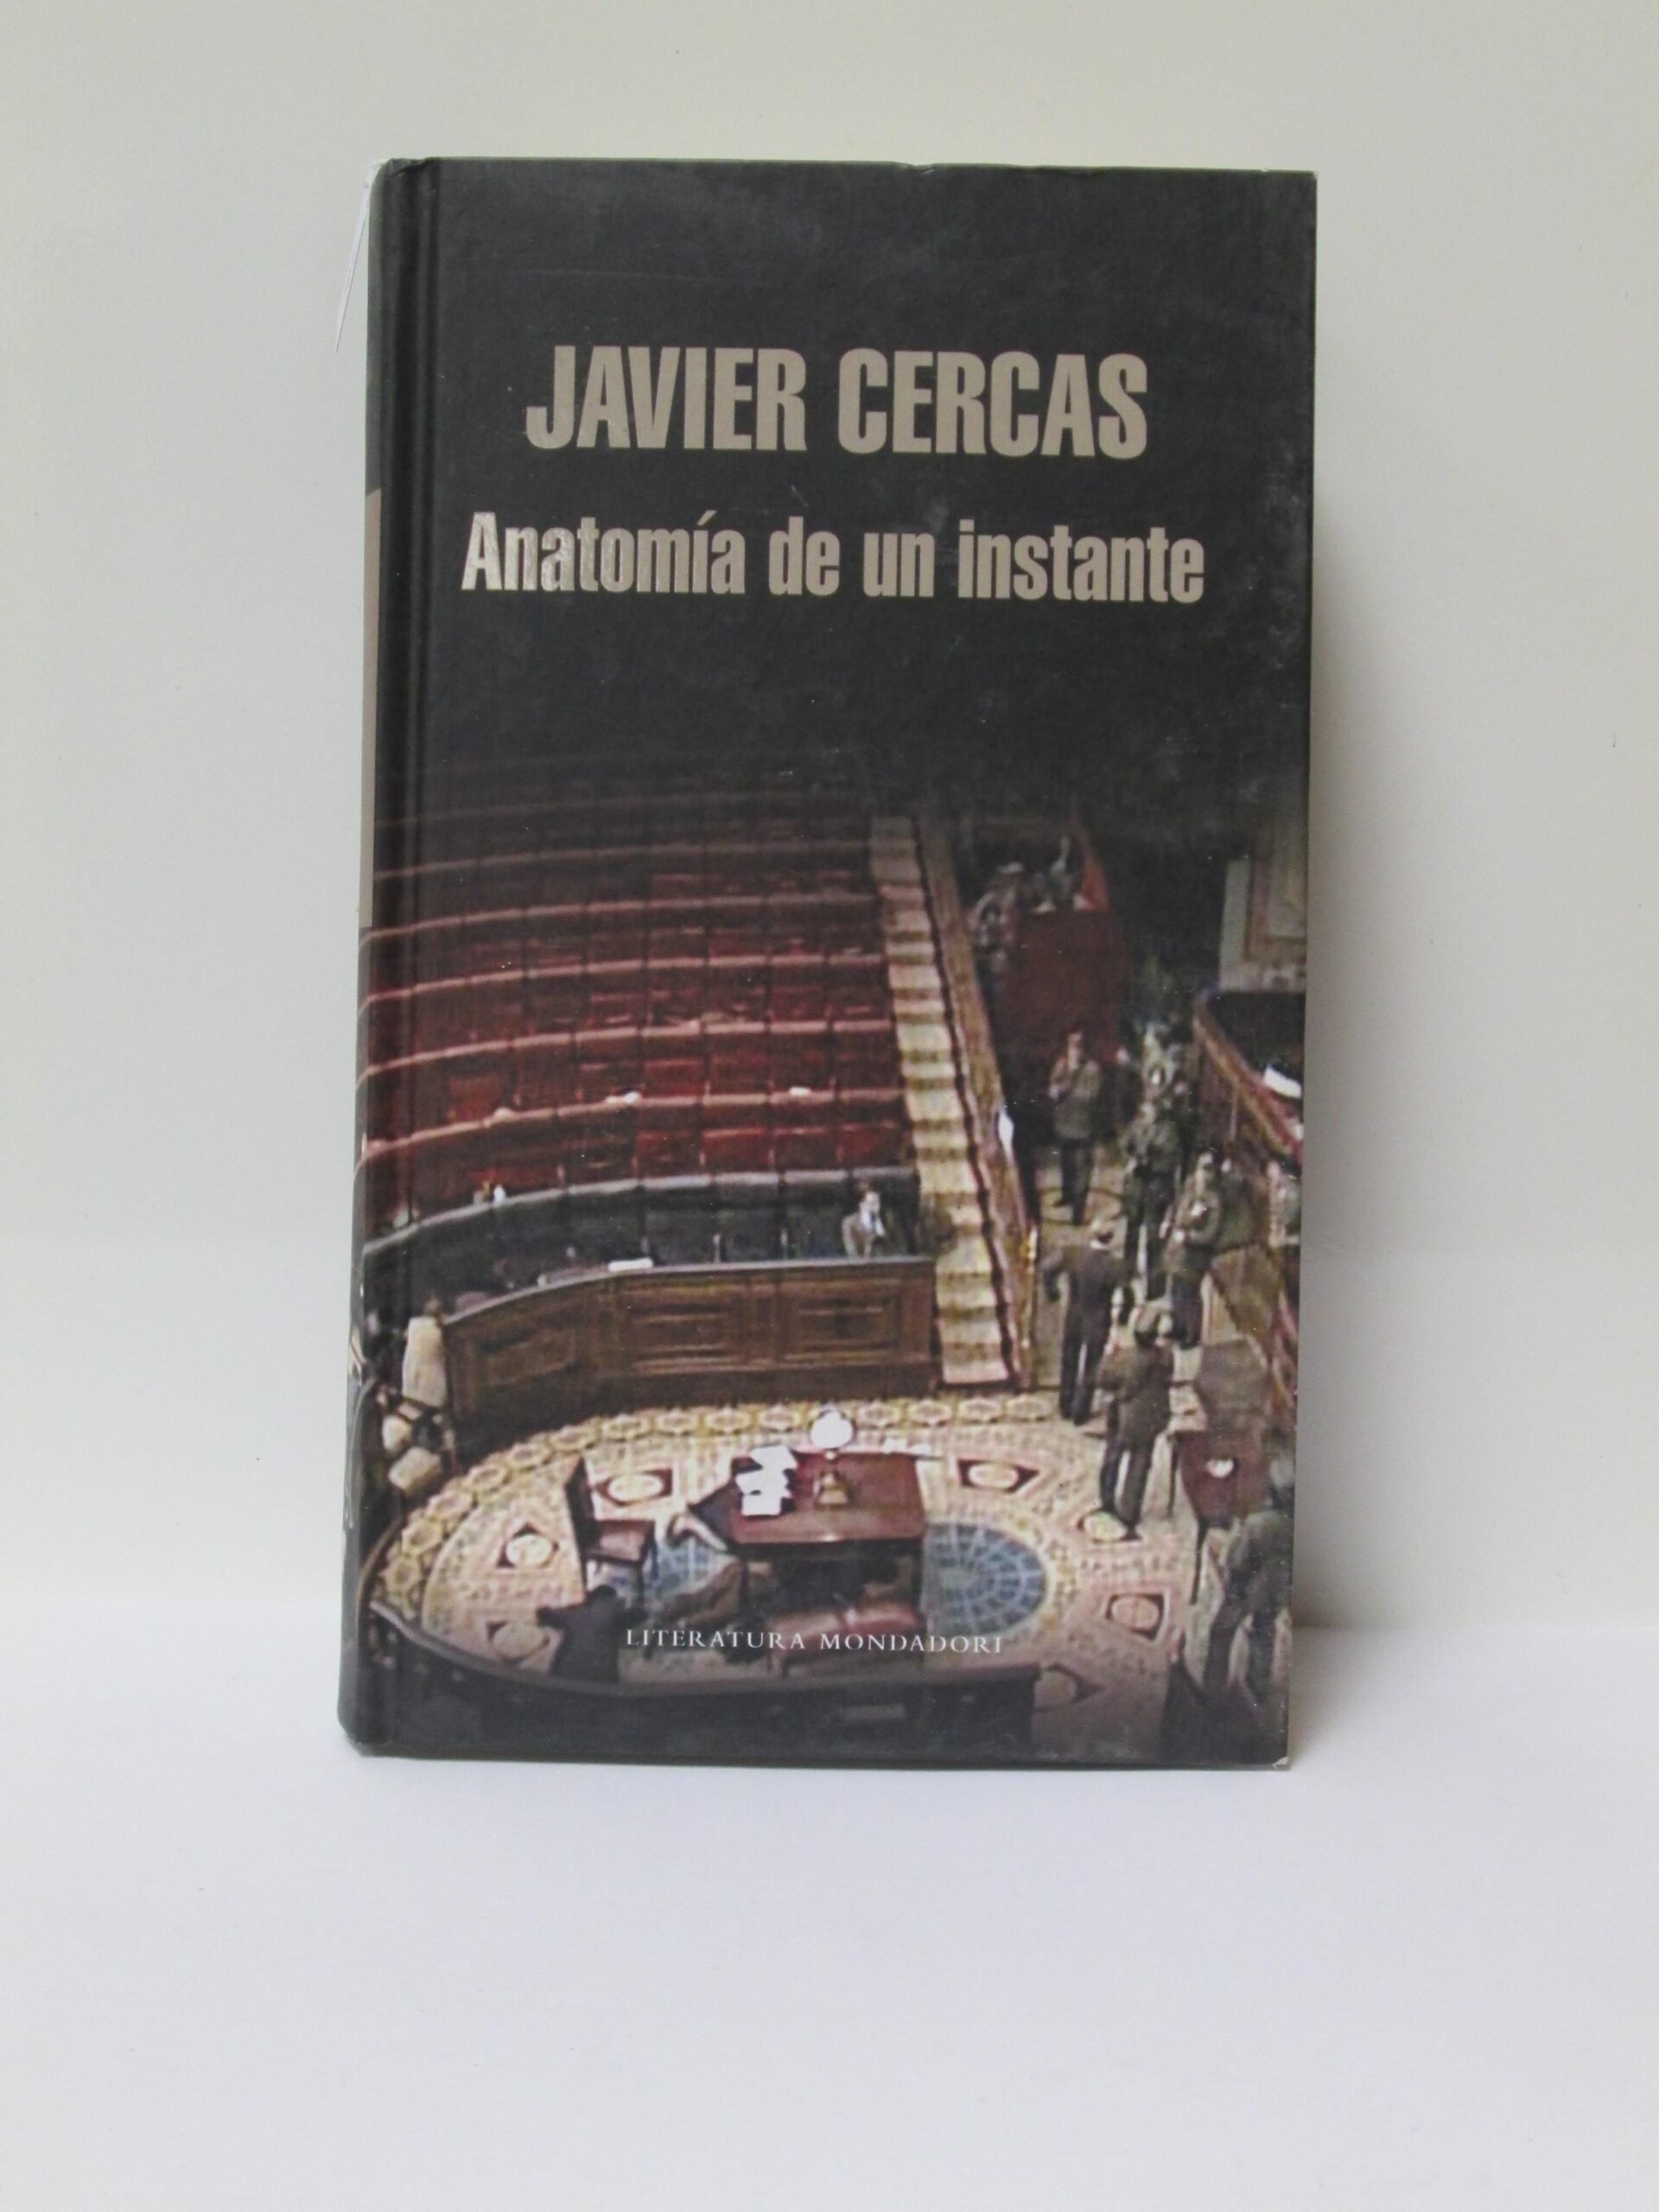 JAVIER CERCAS
Anatomía de un instante
LITERATURA MONDADORI